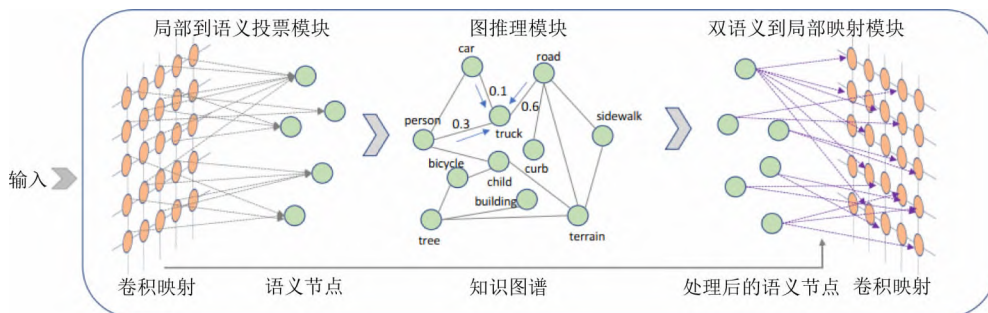 局部到语义投票模块
图推理模块
双语义到局部映射模块
car
road
0.1
0.6
person
0.3
truck
sidewalk
bicycle
child
curb
building
tree
terrain
输入
卷积映射
语义节点
知识图谱
处理后的语义节点
卷积映射